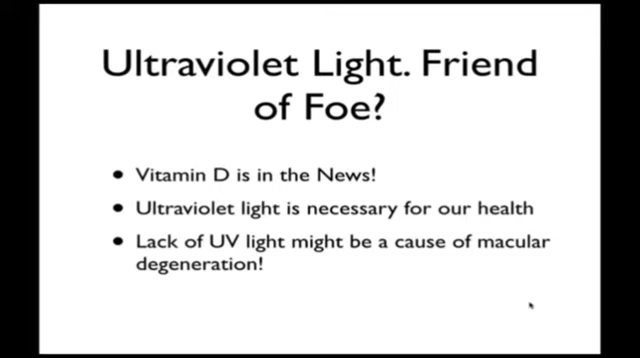 Ultraviolet Light. Friend
of Foe?
• Vitamin D is in the News!
• Ultraviolet light is necessary for our health
• Lack of UV light might be a cause of macular
degeneration!